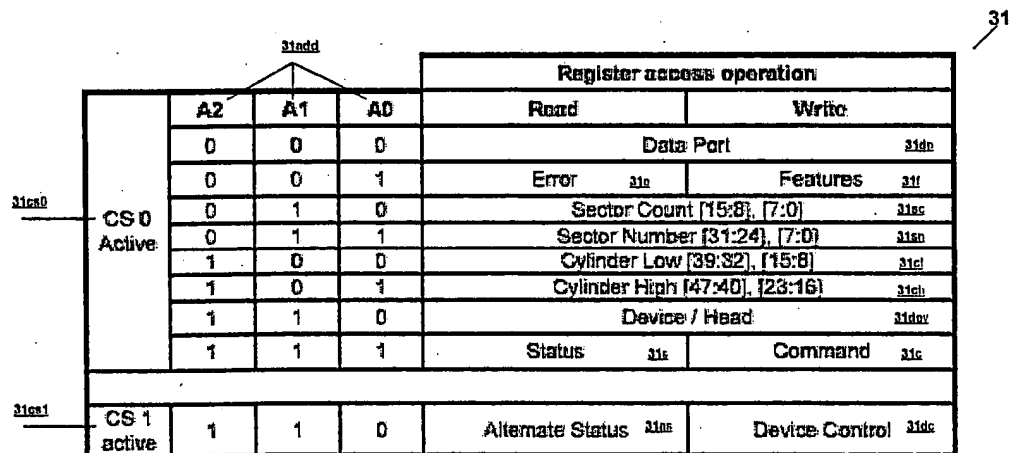 31
31add
Register access operation
A2 A1 A0 Read Write
0 0 0 Data Port 31dp
0 0 1 Error 31e Features 31f
31cs0
CS 0
Active
0 1 0 Sector Count [15:8], [7:0] 31sc
0 1 1 Sector Number [31:24], [7:0] 31sn
1 0 0 Cylinder Low [39:32], [15:8] 31cl
1 0 1 Cylinder High [47:40], [23:16] 31ch
1 1 0 Device / Head 31dev
1 1 1 Status 31s Command 31c
31cs1
CS 1
active
1 1 0 Alternate Status 31as Device Control 31dc